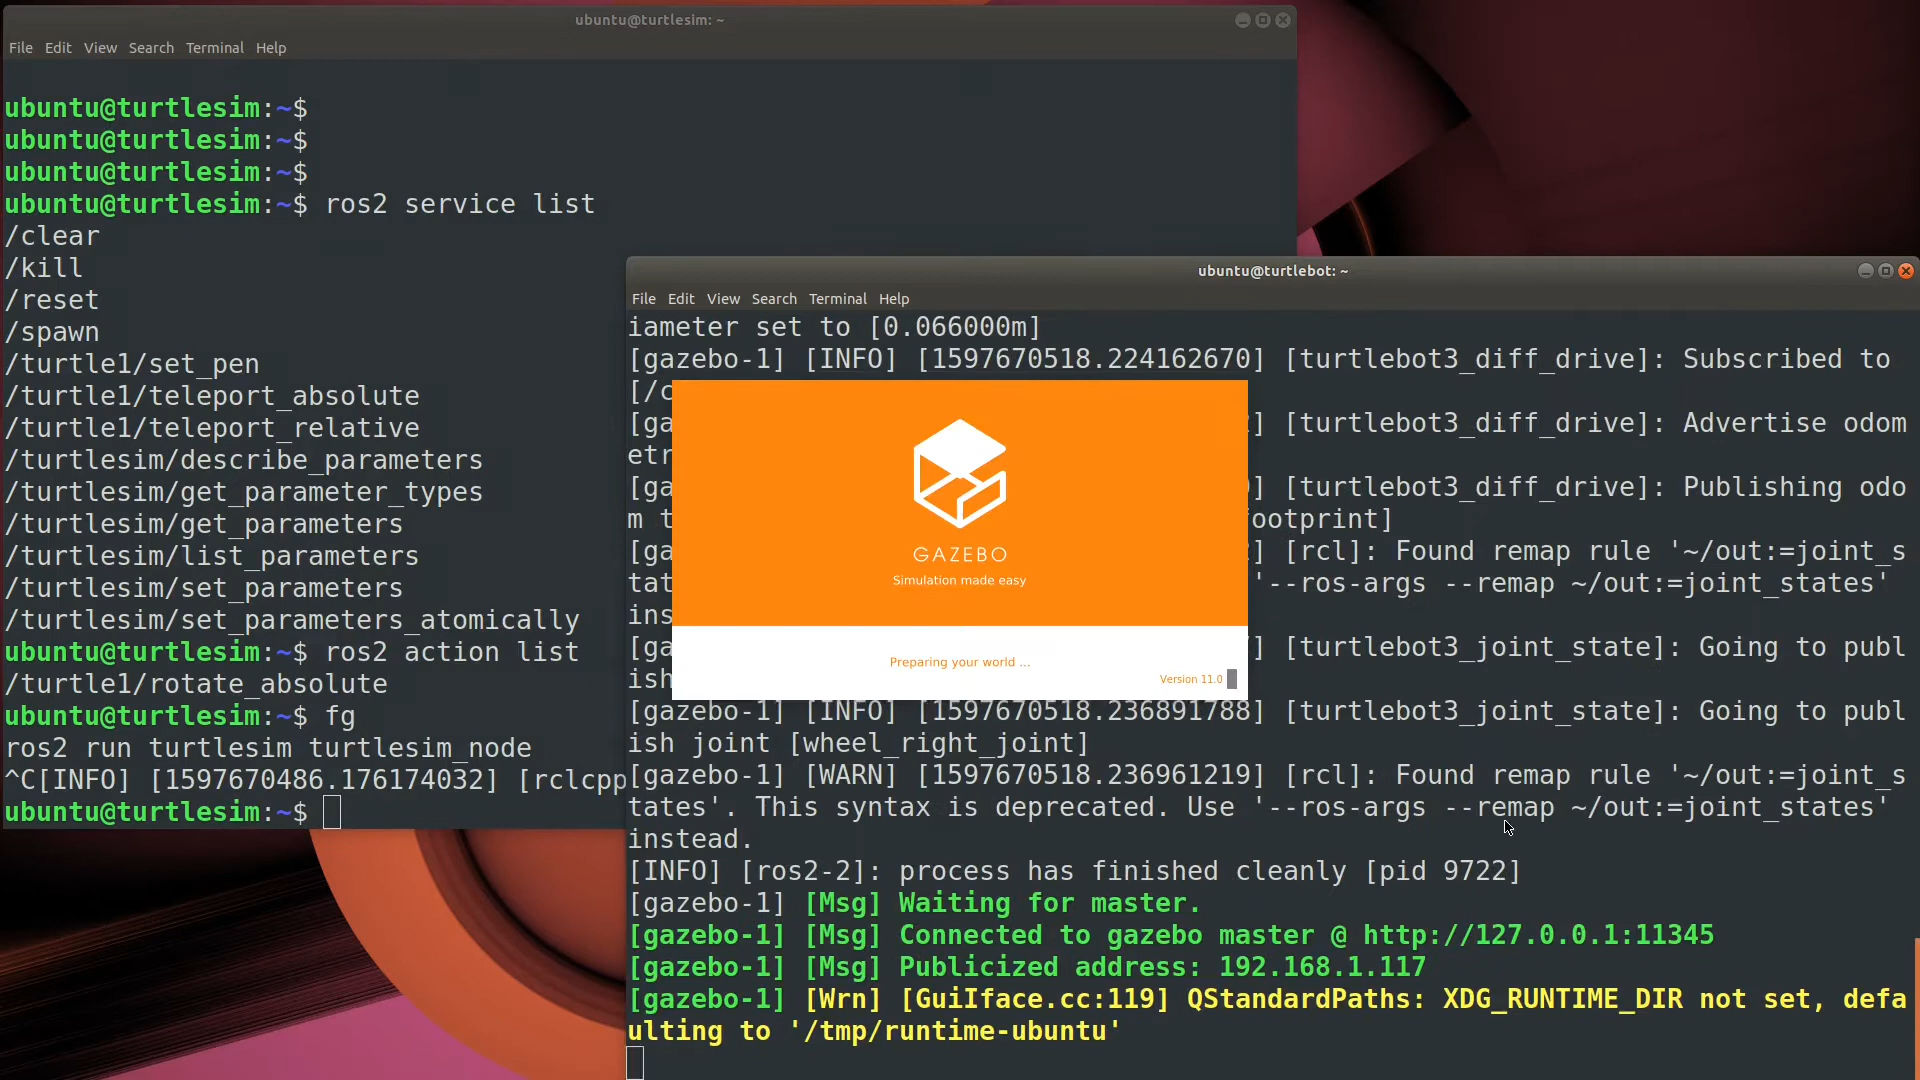 ubuntu@turtlesim: ~
File Edit View Search Terminal Help
ubuntu@turtlesim:~$
ubuntu@turtlesim:~$
ubuntu@turtlesim:~$
ubuntu@turtlesim:~$ ros2 service list
/clear
/kill
/reset
/spawn
/turtle1/set_pen
/turtle1/teleport_absolute
/turtle1/teleport_relative
/turtlesim/describe_parameters
/turtlesim/get_parameter_types
/turtlesim/get_parameters
/turtlesim/list_parameters
/turtlesim/set_parameters
/turtlesim/set_parameters_atomically
ubuntu@turtlesim:~$ ros2 action list
/turtle1/rotate_absolute
ubuntu@turtlesim:~$ fg
ros2 run turtlesim turtlesim_node
^C[INFO] [1597670486.176174032] [rclcpp
ubuntu@turtlesim:~$
ubuntu@turtlebot: ~
File Edit View Search Terminal Help
iameter set to [0.066000m]
[gazebo-1] [INFO] [1597670518.224162670] [turtlebot3_diff_drive]: Subscribed to
[/c
[ga ] [turtlebot3_diff_drive]: Advertise odom
etr
[ga ] [turtlebot3_diff_drive]: Publishing odo
m t ootprint]
[ga ] [rcl]: Found remap rule '~/out:=joint_s
tat '--ros-args --remap ~/out:=joint_states'
ins
[ga ] [turtlebot3_joint_state]: Going to publ
ish
[gazebo-1] [INFO] [1597670518.236891788] [turtlebot3_joint_state]: Going to publ
ish joint [wheel_right_joint]
[gazebo-1] [WARN] [1597670518.236961219] [rcl]: Found remap rule '~/out:=joint_s
tates'. This syntax is deprecated. Use '--ros-args --remap ~/out:=joint_states'
instead.
[INFO] [ros2-2]: process has finished cleanly [pid 9722]
[gazebo-1] [Msg] Waiting for master.
[gazebo-1] [Msg] Connected to gazebo master @ http://127.0.0.1:11345
[gazebo-1] [Msg] Publicized address: 192.168.1.117
[gazebo-1] [Wrn] [GuiIface.cc:119] QStandardPaths: XDG_RUNTIME_DIR not set, defa
ulting to '/tmp/runtime-ubuntu'
GAZEBO
Simulation made easy
Preparing your world ...
Version 11.0